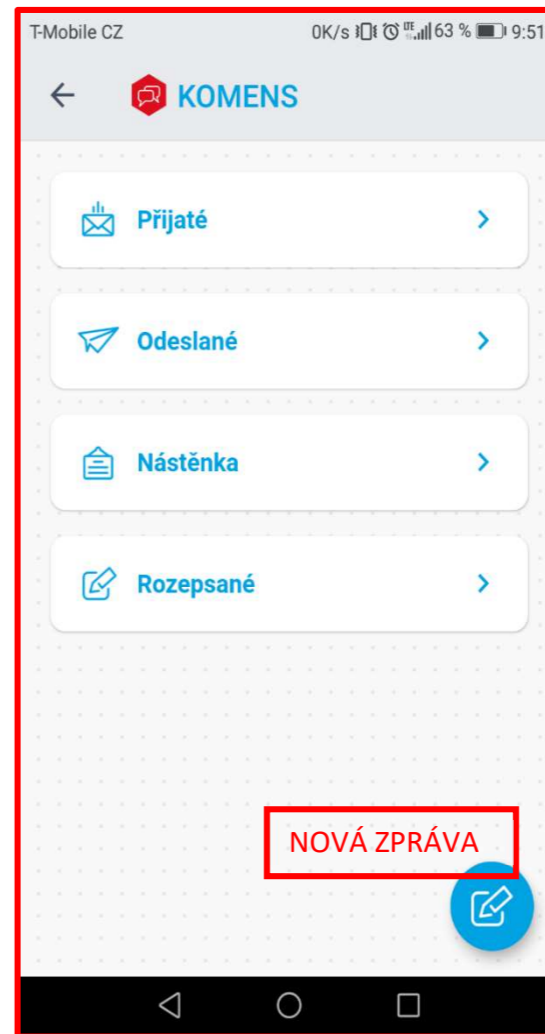 T-Mobile CZ 0K/s 63 % 9:51
KOMENS
Přijaté
Odeslané
Nástěnka
Rozepsané
NOVÁ ZPRÁVA